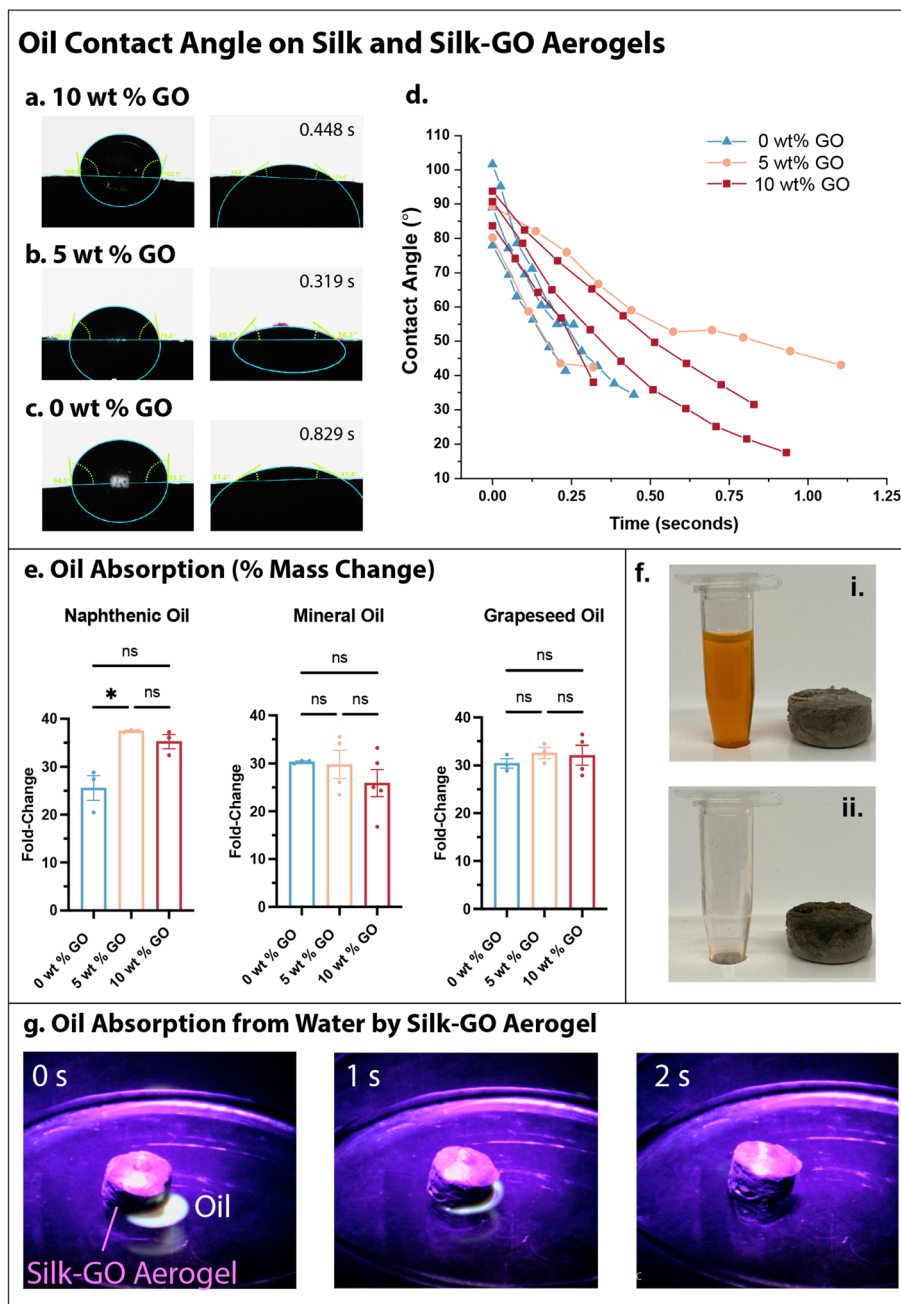 Oil Contact Angle on Silk and Silk-GO Aerogels
a. 10 wt % GO
0.448 s
b. 5 wt % GO
0.319 s
c. 0 wt % GO
0.829 s
94.0°
31.2°
31.8°
d.
110
100
90
80
70
60
50
40
30
20
10
Contact Angle (°)
0.00
0.25
0.50
0.75
1.00
1.25
Time (seconds)
0 wt% GO
5 wt% GO
10 wt% GO
e. Oil Absorption (% Mass Change)
Naphthenic Oil
ns
* ns
40
30
20
10
0
Fold-Change
0 wt % GO
5 wt % GO
10 wt % GO
Mineral Oil
ns
ns ns
40
30
20
10
0
Fold-Change
0 wt % GO
5 wt % GO
10 wt % GO
Grapeseed Oil
ns
ns ns
40
30
20
10
0
Fold-Change
0 wt % GO
5 wt % GO
10 wt % GO
f.
i.
ii.
g. Oil Absorption from Water by Silk-GO Aerogel
0 s
Oil
Silk-GO Aerogel
1 s
2 s
c